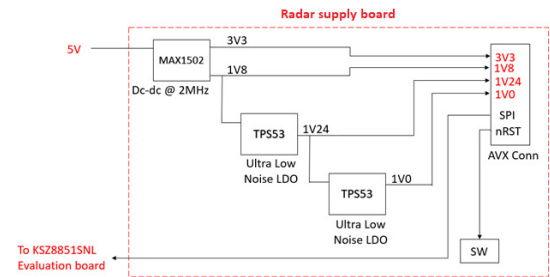 Radar supply board
5V
MAX1502
3V3
1V8
Dc-dc @ 2MHz
3V3
1V8
1V24
1V0
SPI
nRST
AVX Conn
TPS53
1V24
Ultra Low
Noise LDO
TPS53
1V0
Ultra Low
Noise LDO
SW
To KSZ8851SNL
Evaluation board